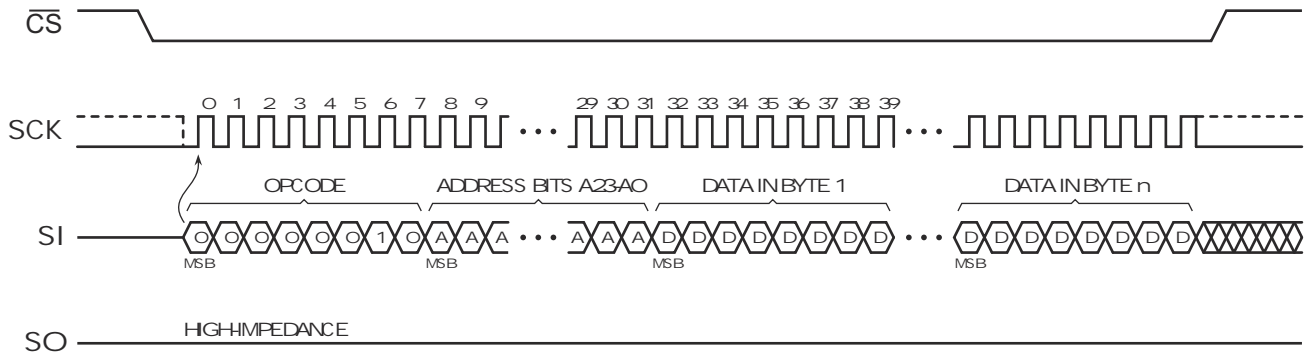 CS
0 1 2 3 4 5 6 7 8 9 29 30 31 32 33 34 35 36 37 38 39
SCK
OPCODE ADDRESS BITS A23-A0 DATA IN BYTE 1 DATA IN BYTE n
SI 0 0 0 0 0 0 1 0 A A A A A A D D D D D D D D D D D D D D D D
MSB MSB MSB MSB
HIGH-IMPEDANCE
SO